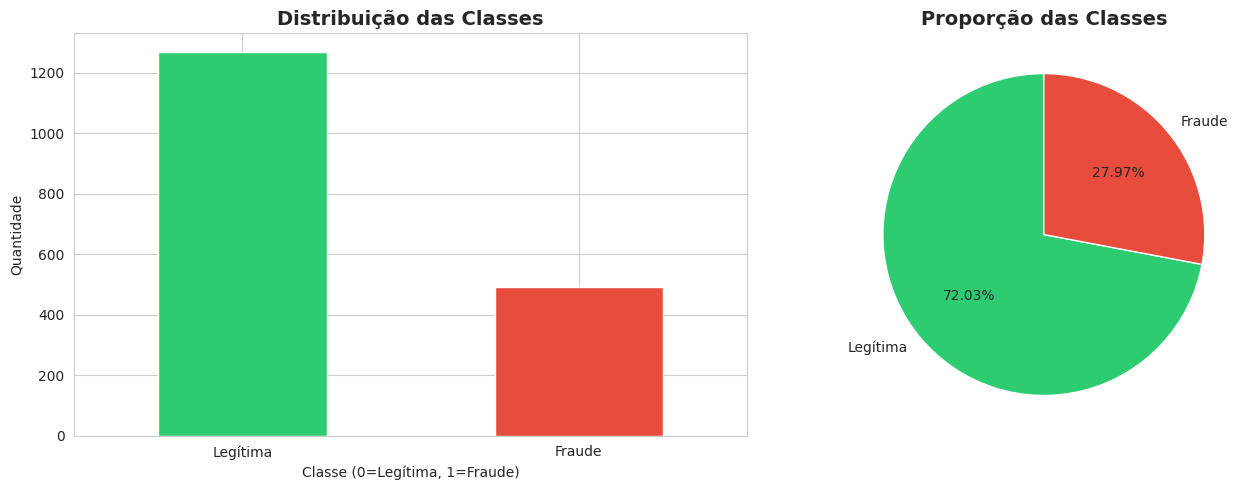 Distribuição das Classes
1200
1000
800
600
400
200
0
Quantidade
Legítima
Fraude
Classe (0=Legítima, 1=Fraude)
Proporção das Classes
Fraude
27.97%
72.03%
Legítima